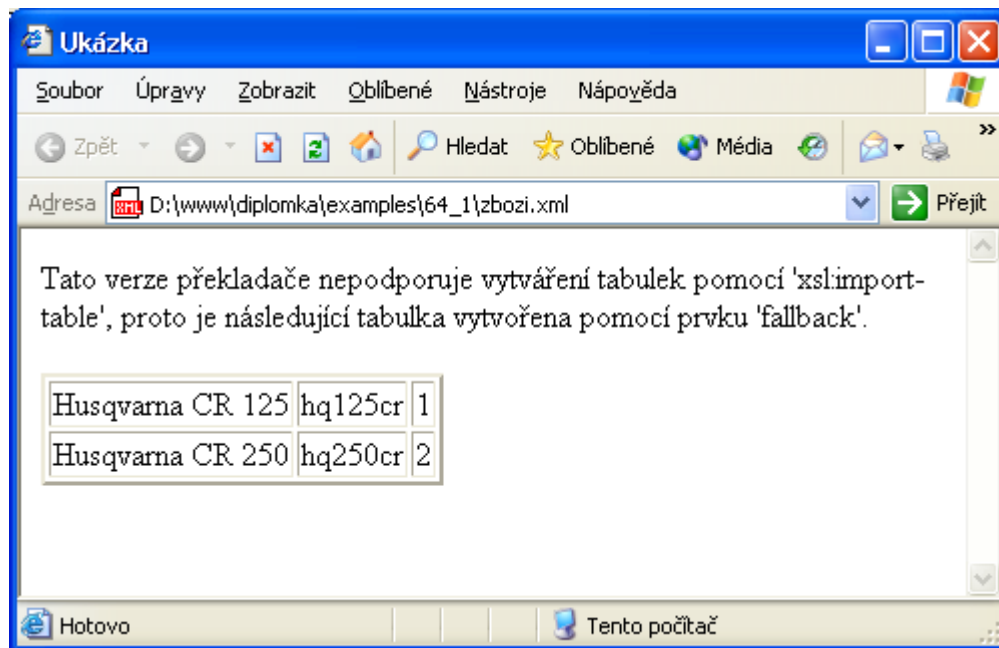 Ukázka
Soubor Úpravy Zobrazit Oblíbené Nástroje Nápověda
Zpět Hledat Oblíbené Média »
Adresa XML D:\www\diplomka\examples\64_1\zbozi.xml Přejít
Tato verze překladače nepodporuje vytváření tabulek pomocí 'xsl:import-
table', proto je následující tabulka vytvořena pomocí prvku 'fallback'.
Husqvarna CR 125 hq125cr 1
Husqvarna CR 250 hq250cr 2
Hotovo Tento počítač